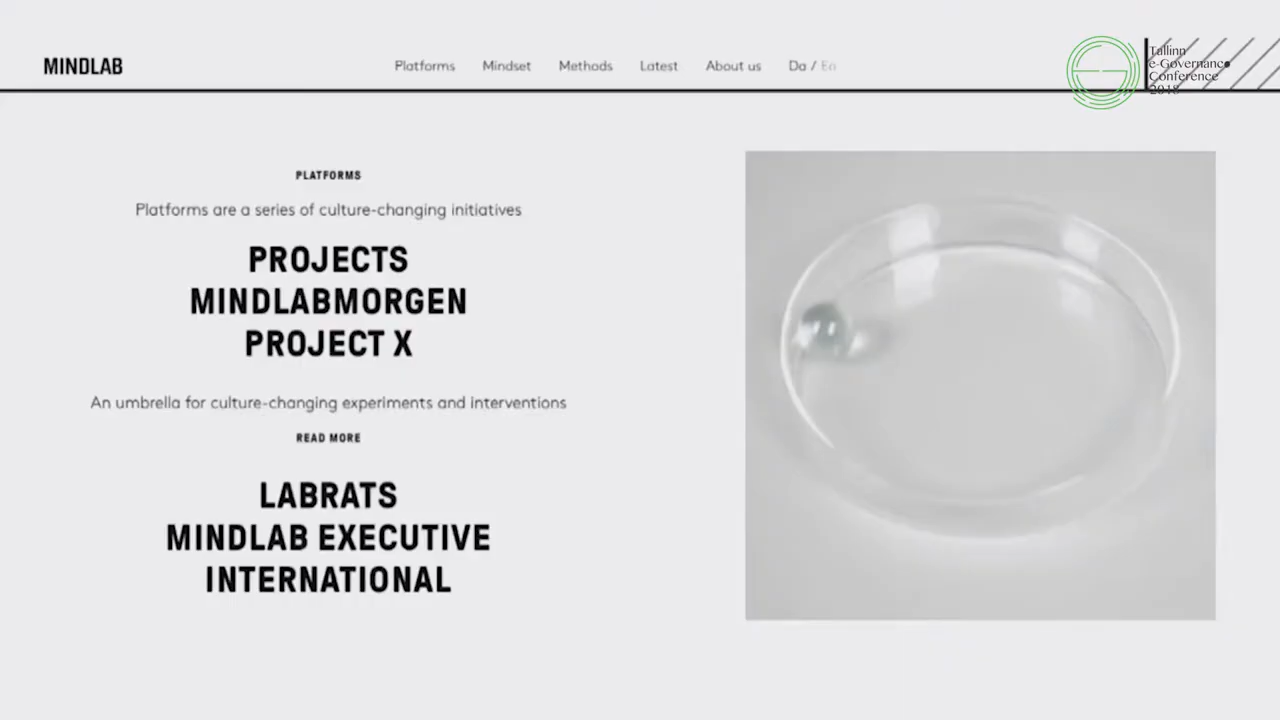 MINDLAB
Platforms Mindset Methods Latest About us Da / En
Tallinn
e-Governance
Conference
2018
PLATFORMS
Platforms are a series of culture-changing initiatives
PROJECTS
MINDLABMORGEN
PROJECT X
An umbrella for culture-changing experiments and interventions
READ MORE
LABRATS
MINDLAB EXECUTIVE
INTERNATIONAL